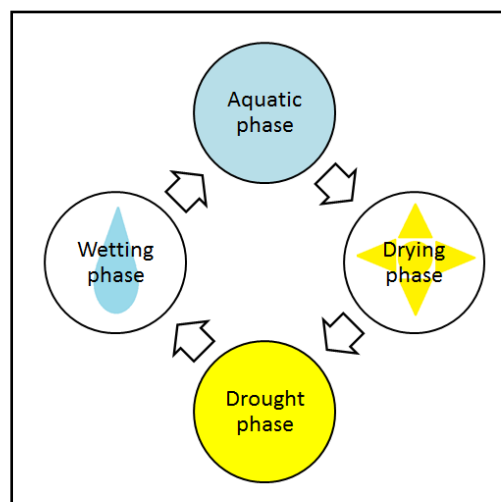 Aquatic
phase
Wetting
phase
Drying
phase
Drought
phase